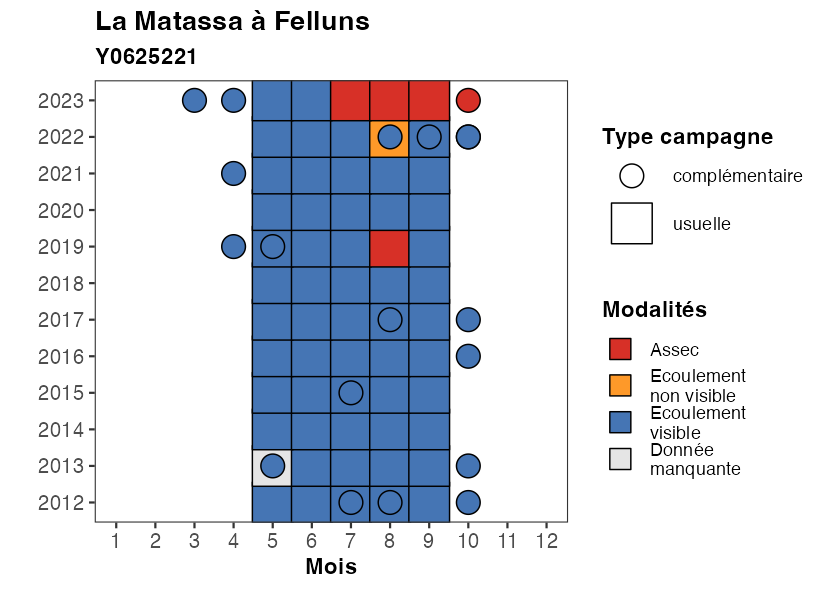 La Matassa à Felluns
Y0625221
2023
2022
2021
2020
2019
2018
2017
2016
2015
2014
2013
2012
1 2 3 4 5 6 7 8 9 10 11 12
Mois
Type campagne
complémentaire
usuelle
Modalités
Assec
Ecoulement
non visible
Ecoulement
visible
Donnée
manquante